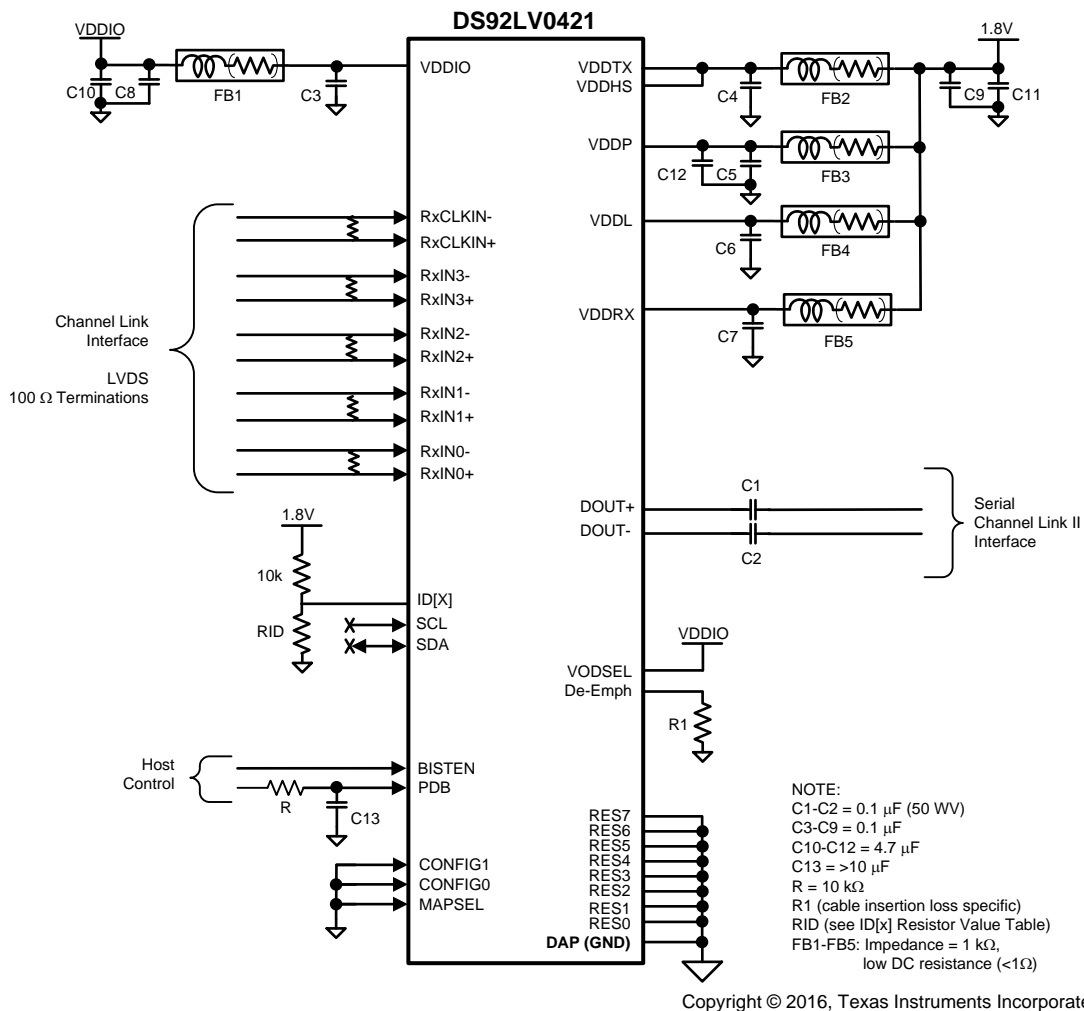 DS92LV0421
VDDIO
C10
C8
FB1
C3
VDDIO
VDDTX
VDDHS
C4
FB2
1.8V
C9
C11
VDDP
C12
C5
FB3
VDDL
C6
FB4
VDDRX
C7
FB5
Channel Link
Interface
LVDS
100 Ω Terminations
RxCLKIN-
RxCLKIN+
RxIN3-
RxIN3+
RxIN2-
RxIN2+
RxIN1-
RxIN1+
RxIN0-
RxIN0+
DOUT+
DOUT-
C1
C2
Serial
Channel Link II
Interface
1.8V
10k
RID
ID[X]
SCL
SDA
VDDIO
VODSEL
De-Emph
R1
Host
Control
R
C13
BISTEN
PDB
CONFIG1
CONFIG0
MAPSEL
RES7
RES6
RES5
RES4
RES3
RES2
RES1
RES0
DAP (GND)
NOTE:
C1-C2 = 0.1 μF (50 WV)
C3-C9 = 0.1 μF
C10-C12 = 4.7 μF
C13 = >10 μF
R = 10 kΩ
R1 (cable insertion loss specific)
RID (see ID[x] Resistor Value Table)
FB1-FB5: Impedance = 1 kΩ,
low DC resistance (<1Ω)
Copyright © 2016, Texas Instruments Incorporate